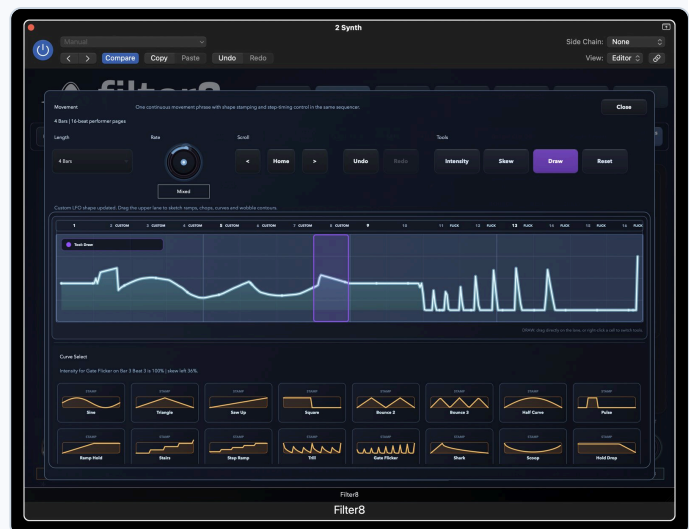 2 Synth
Manual
Side Chain: None
< > Compare Copy Paste Undo Redo
View: Editor
filter8
Movement
One continuous movement phrase with shape stamping and step-timing control in the same sequencer.
Close
4 Bars | 16-beat performer pages
Length Rate Scroll Tools
4 Bars
< Home > Undo Redo Intensity Skew Draw Reset
Mixed
Custom LFO shape updated. Drag the upper lane to sketch ramps, chops, curves and wobble contours.
1 2 CUSTOM 3 CUSTOM 4 CUSTOM 5 CUSTOM 6 CUSTOM 7 CUSTOM 8 CUSTOM 9 10 11 FLICK 12 FLICK 13 FLICK 14 FLICK 15 FLICK 16 FLICK
Tool: Draw
DRAW: drag directly on the lane, or right-click a cell to switch tools.
Curve Select
Intensity for Gate Flicker on Bar 3 Beat 3 is 100% | skew left 36%.
STAMP STAMP STAMP STAMP STAMP STAMP STAMP STAMP
Sine Triangle Saw Up Square Bounce 2 Bounce 3 Half Curve Pulse
STAMP STAMP STAMP STAMP STAMP STAMP STAMP STAMP
Ramp Hold Stairs Step Ramp Trill Gate Flicker Shark Scoop Hold Drop
Filter8
Filter8